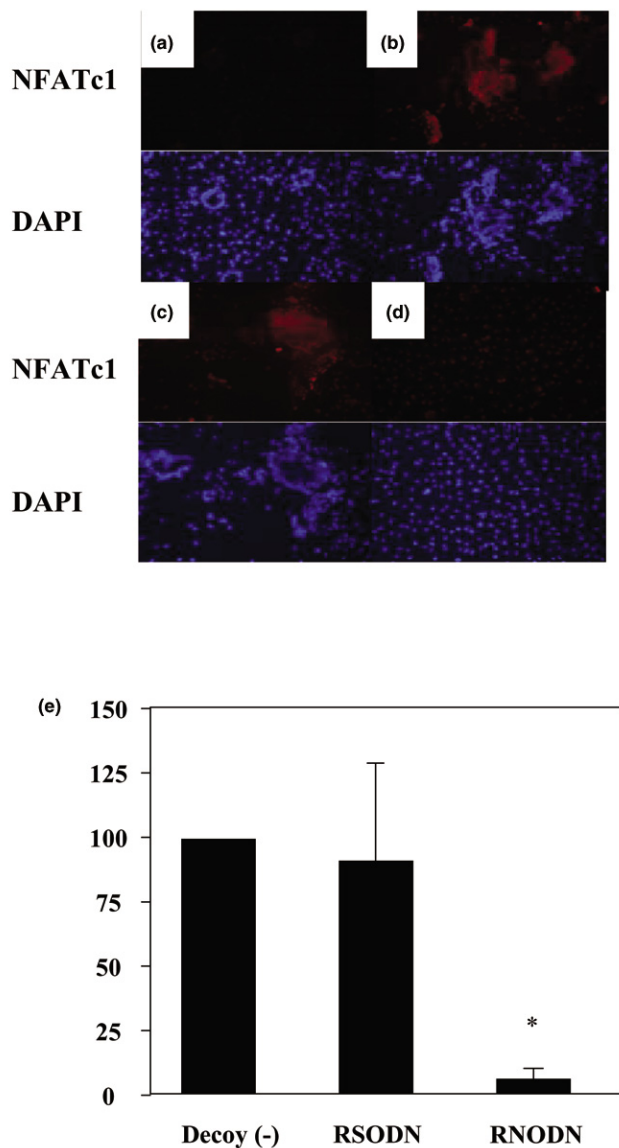 (a) (b)
NFATc1
DAPI
(c) (d)
NFATc1
DAPI
(e)
150
125
100
75
50
25
0
*
Decoy (-) RSODN RNODN